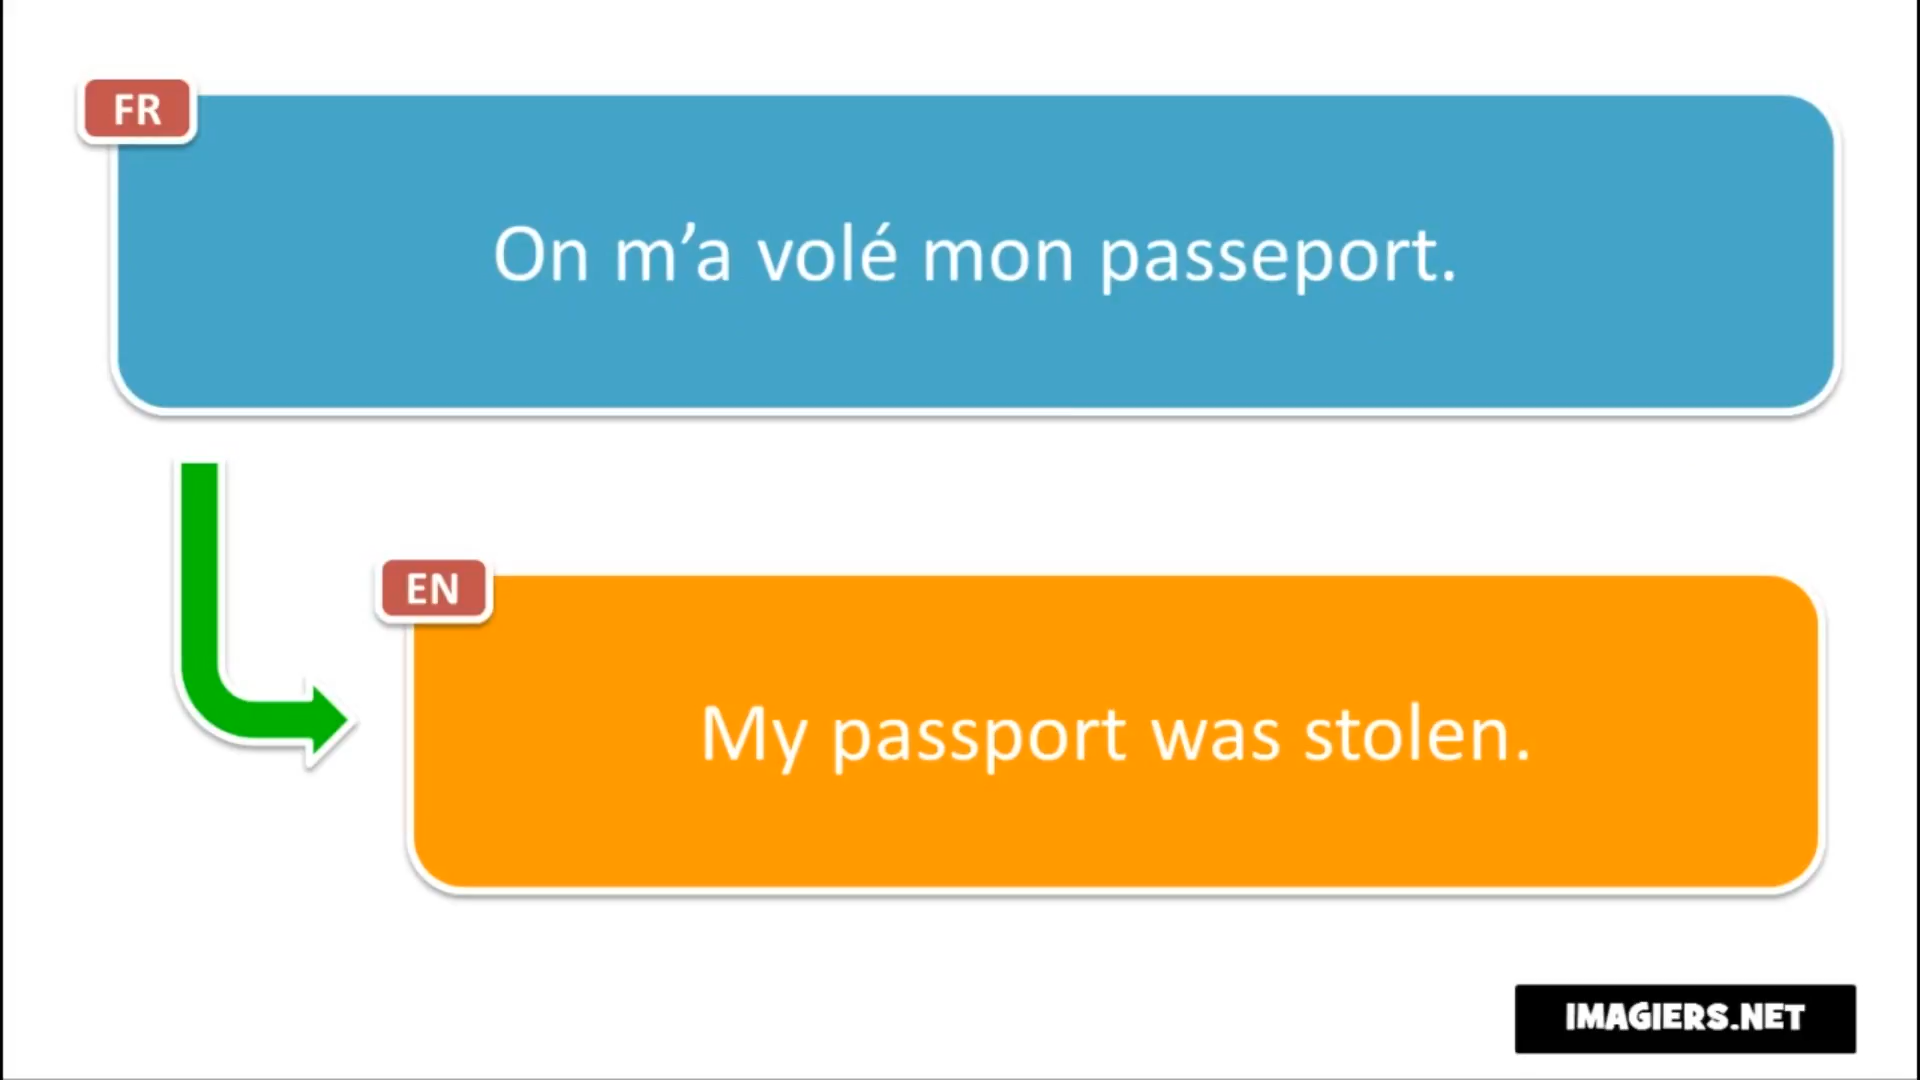 FR
On m’a volé mon passeport.
EN
My passport was stolen.
IMAGIERS.NET